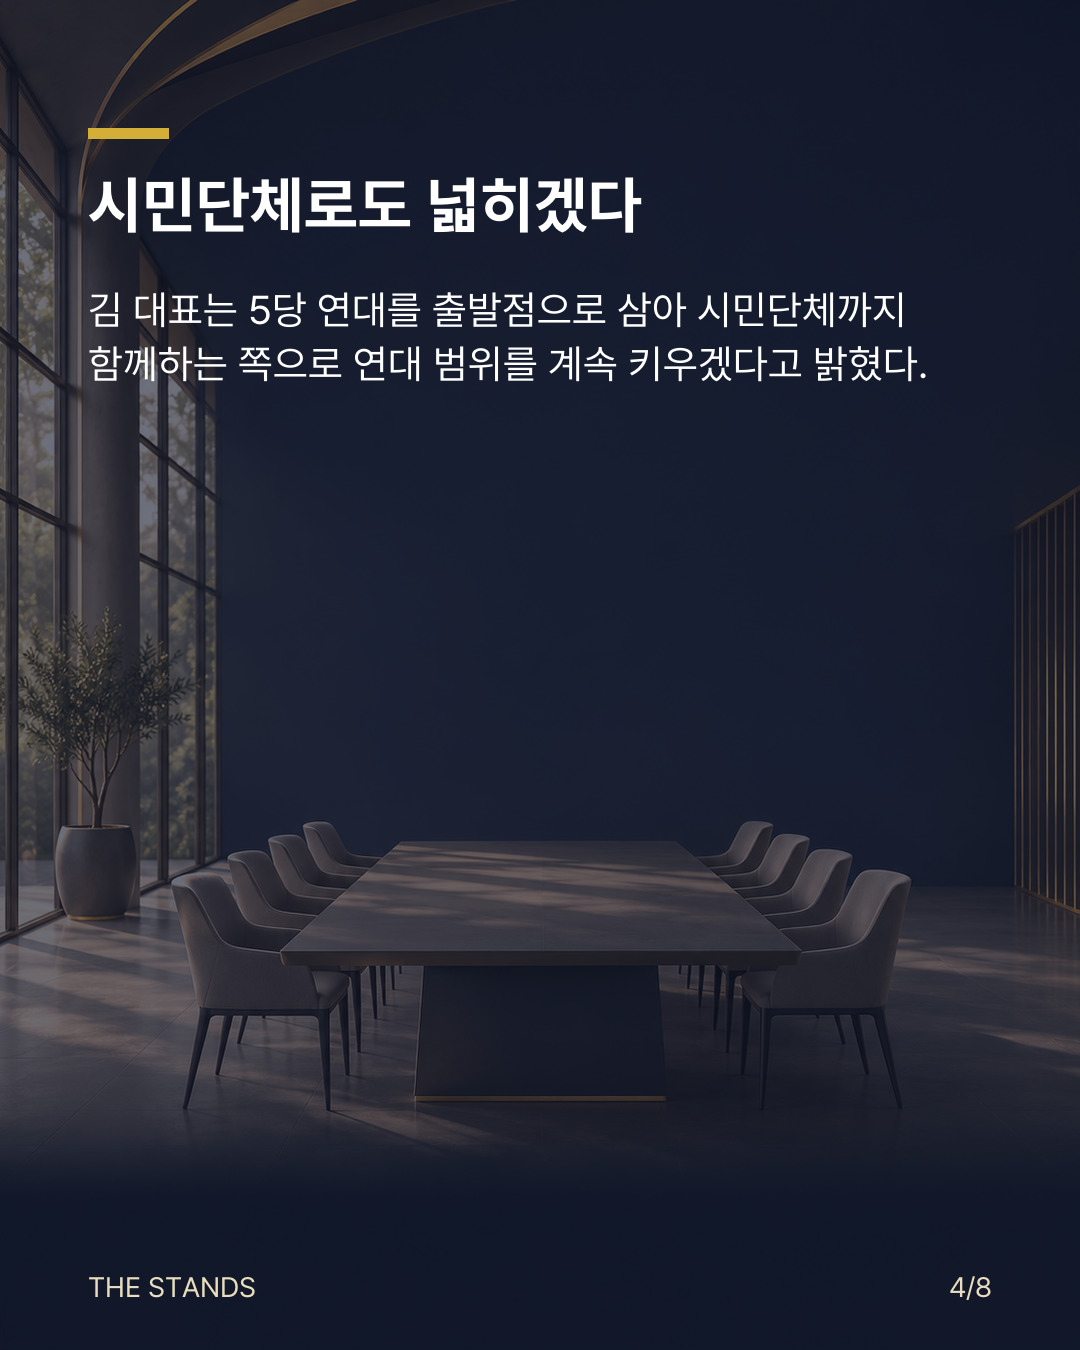 시민단체로도 넓히겠다
김 대표는 5당 연대를 출발점으로 삼아 시민단체까지
함께하는 쪽으로 연대 범위를 계속 키우겠다고 밝혔다.
THE STANDS
4/8